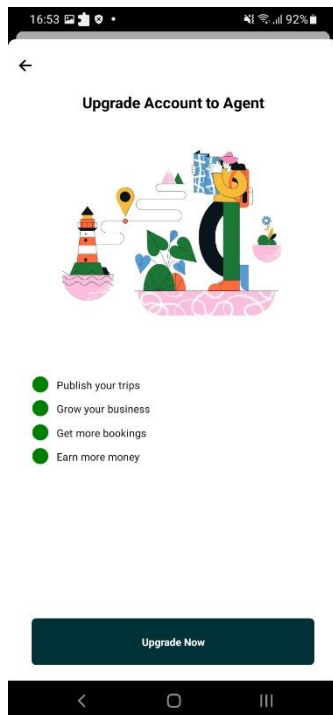 16:53 92%
Upgrade Account to Agent
Publish your trips
Grow your business
Get more bookings
Earn more money
Upgrade Now